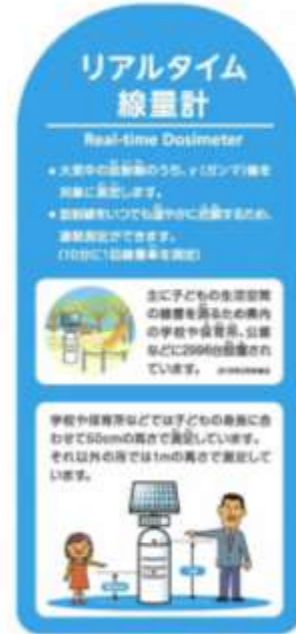 リアルタイム
線量計
Real-time Dosimeter
● 大気中の放射線のうち、γ(ガンマ)線を
対象に測定します。
● 放射線をいつでも速やかに把握するため、
連続測定ができます。
(10分に1回線量率を測定)
主に子どもの生活空間
の線量を測るため県内
の学校や保育所、公園
などに2996台設置され
ています。
学校や保育所などでは子どもの身長に合
わせて50cmの高さで測定しています。
それ以外の所では1mの高さで測定して
います。